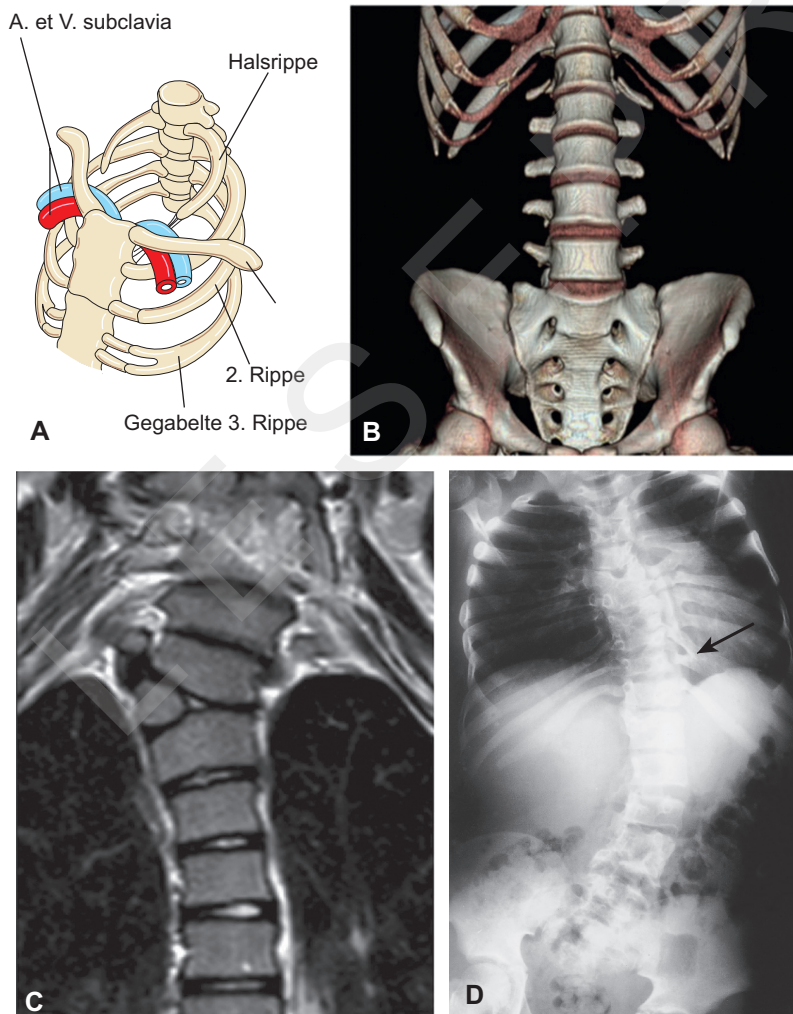 A. et V. subclavia
Halsrippe
2. Rippe
Gegabelte 3. Rippe
A
B
C
D